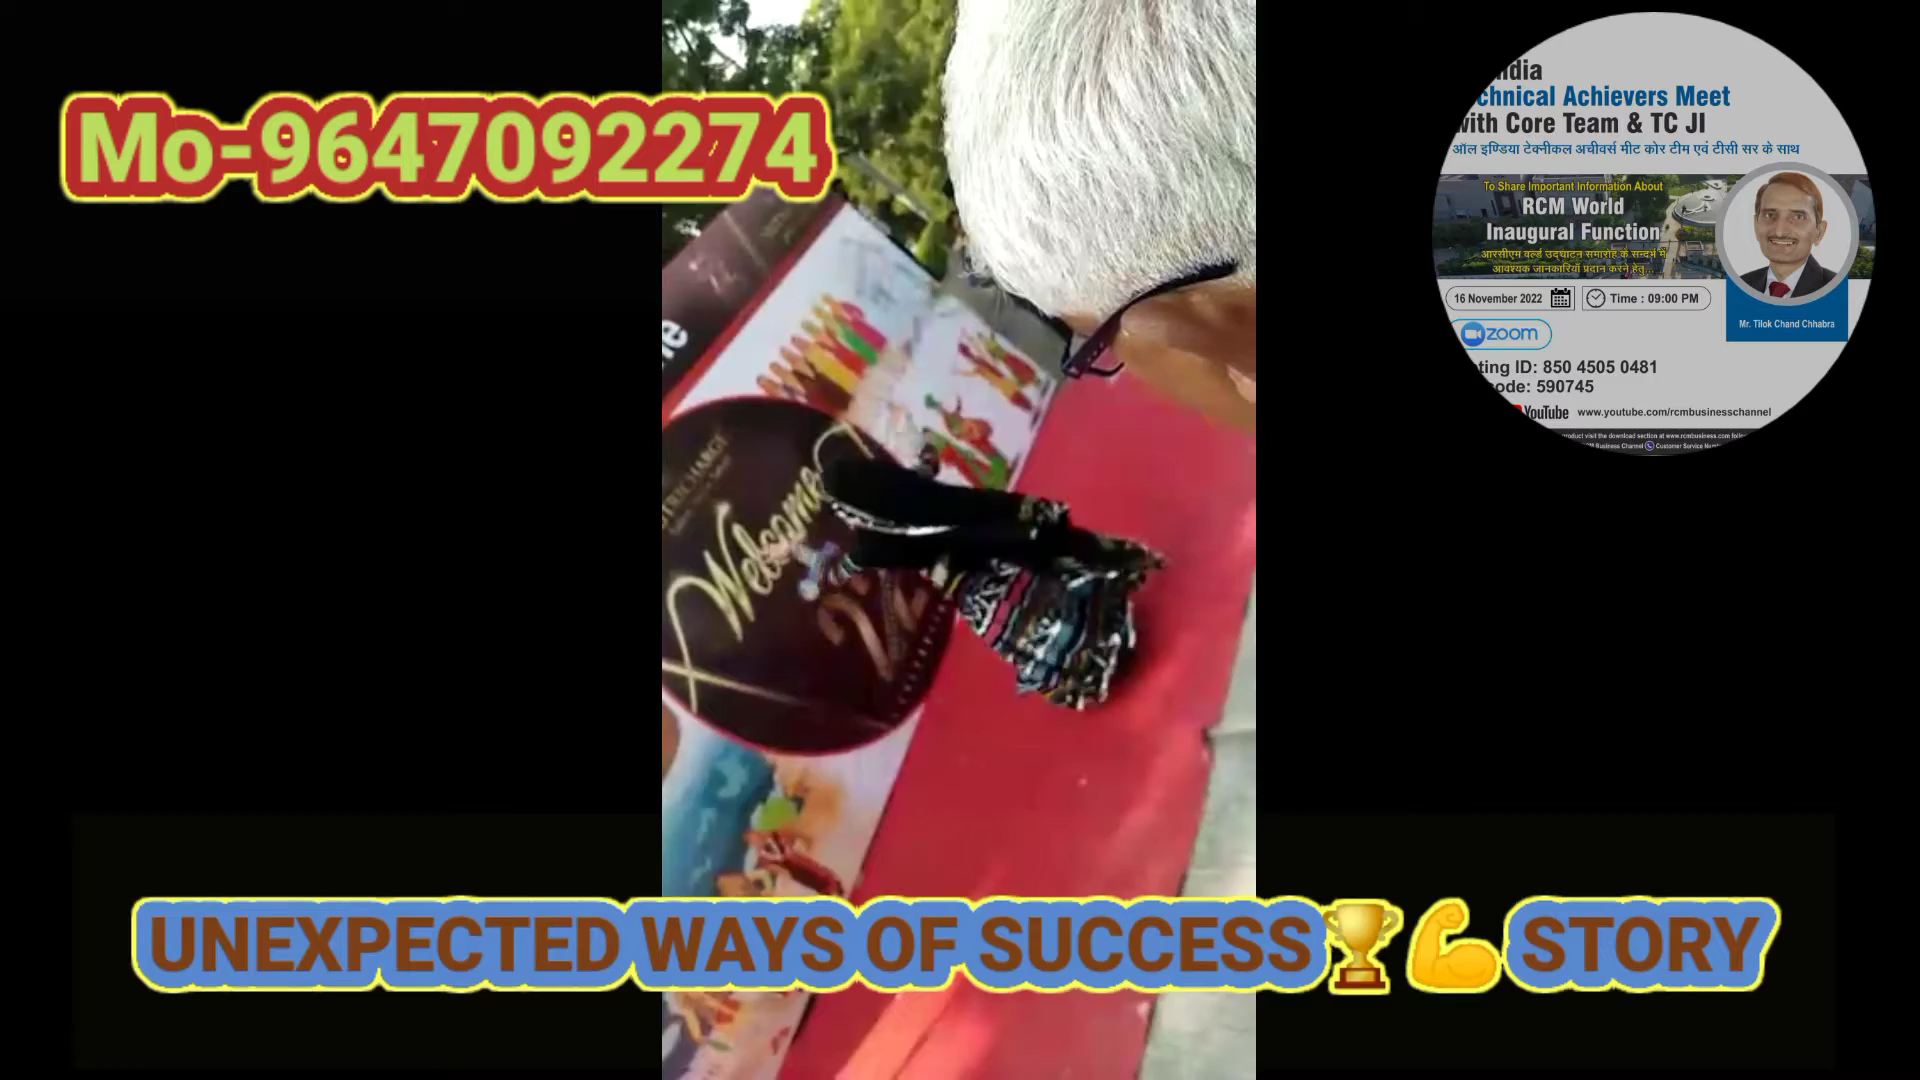 Mo-9647092274
Technical Achievers Meet
with Core Team & TC JI
ऑल इण्डिया टेक्नीकल अचीवर्स मीट कोर टीम एवं टीसी सर के साथ
To Share Important Information About
RCM World
Inaugural Function
आरसीएम वर्ल्ड उद्घाटन समारोह के सन्दर्भ में
आवश्यक जानकारियाँ प्रदान करने हेतु...
16 November 2022
Time : 09:00 PM
Mr. Tilok Chand Chhabra
zoom
ting ID: 850 4505 0481
code: 590745
YouTube www.youtube.com/rcmbusinesschannel
Welcome
UNEXPECTED WAYS OF SUCCESS🏆💪 STORY